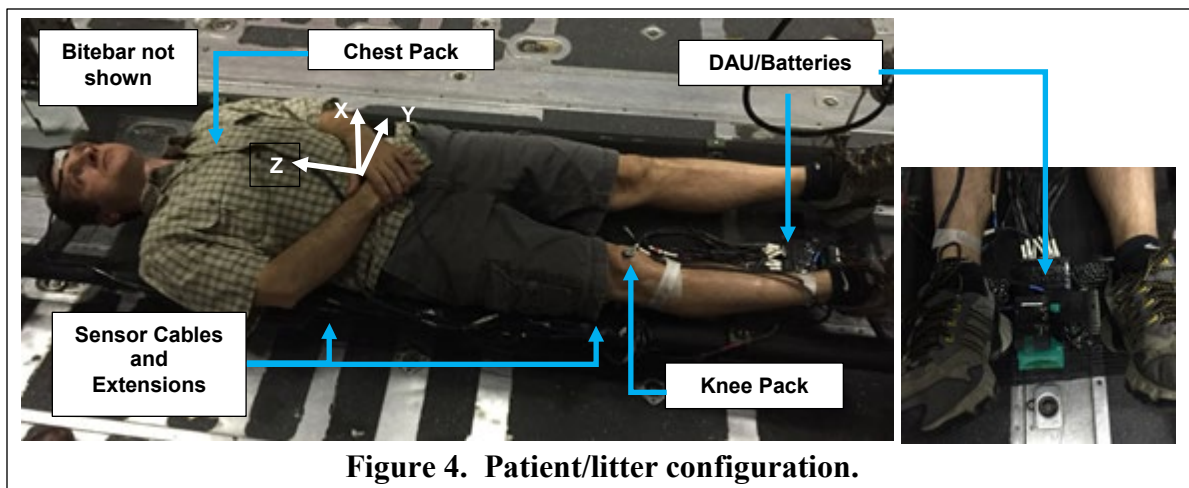 Bitebar not
shown
Chest Pack
DAU/Batteries
X
Y
Z
Sensor Cables
and
Extensions
Knee Pack
Figure 4. Patient/litter configuration.